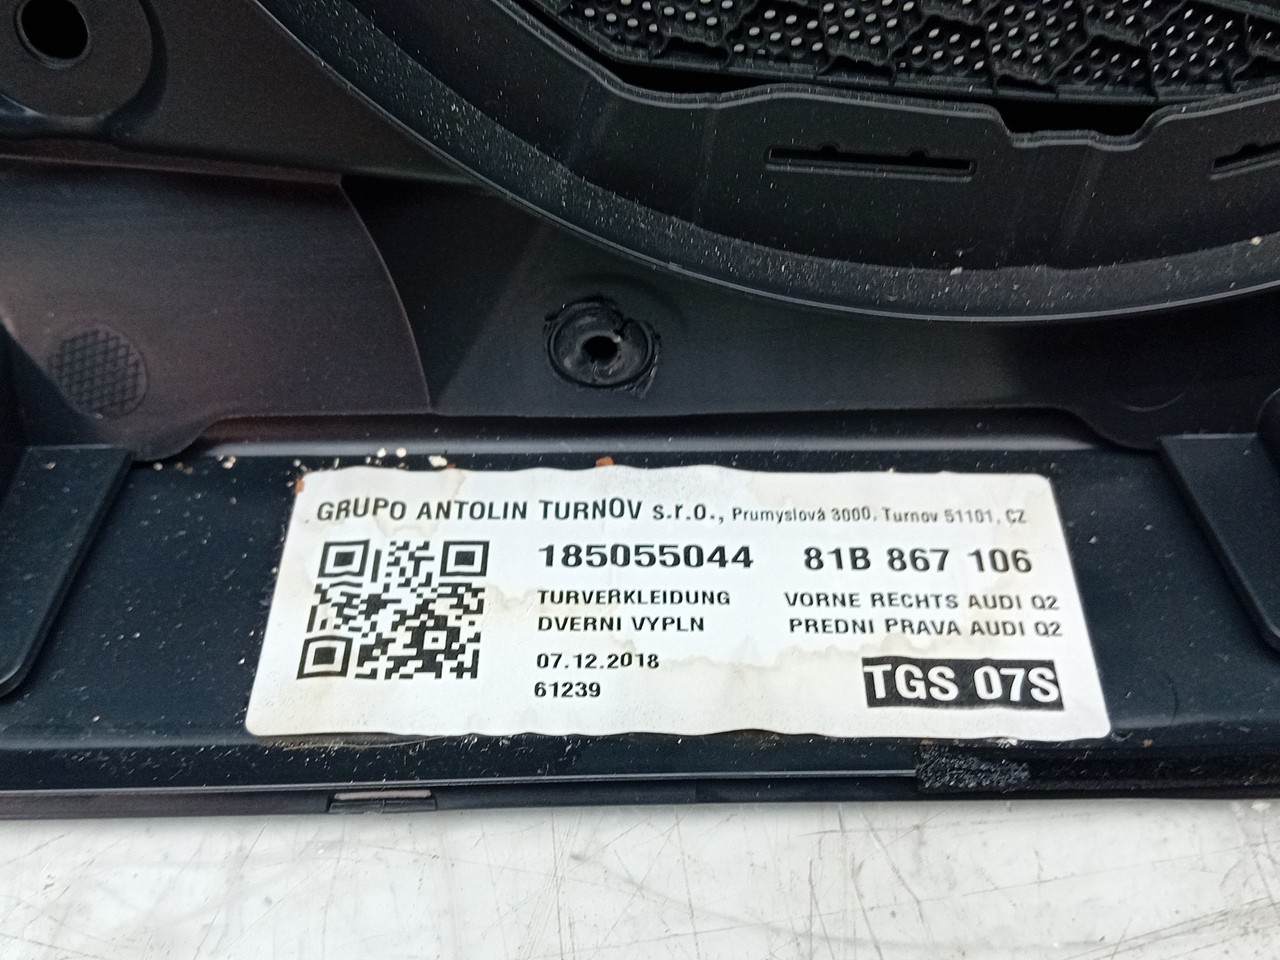 GRUPO ANTOLIN TURNOV s.r.o., Prumyslová 3000, Turnov 51101, CZ
185055044 81B 867 106
TURVERKLEIDUNG VORNE RECHTS AUDI Q2
DVERNI VYPLN PREDNI PRAVA AUDI Q2
07.12.2018
61239
TGS 07S